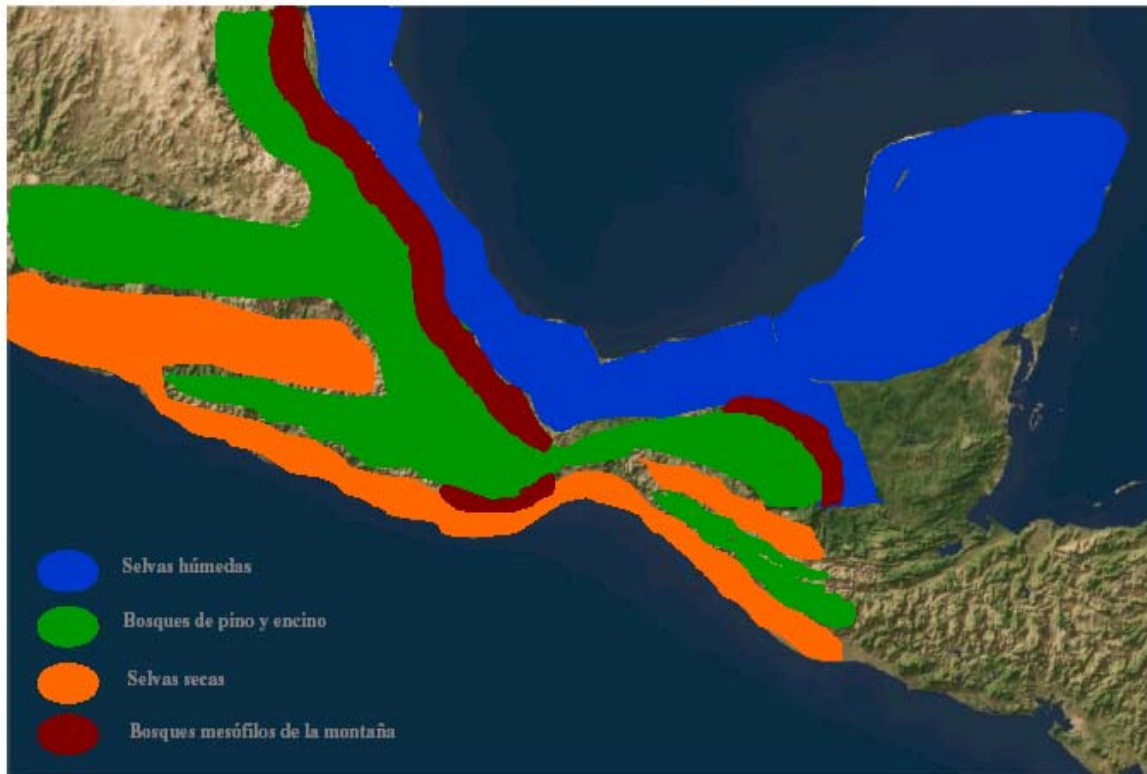 Selvas húmedas
Bosques de pino y encino
Selvas secas
Bosques mesófilos de la montaña